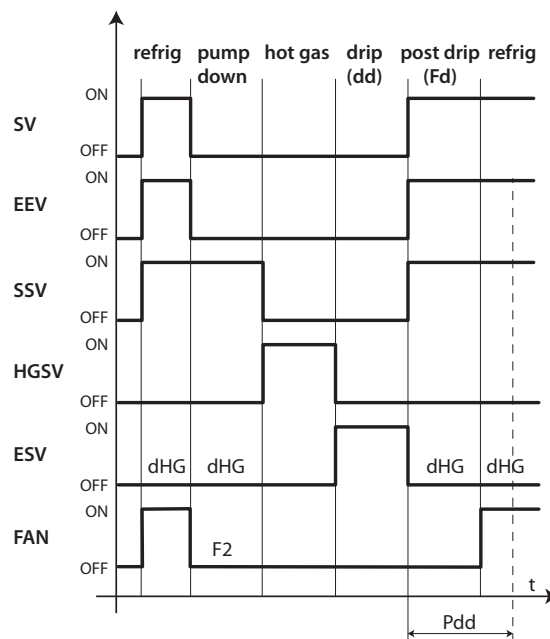 refrig pump down hot gas drip (dd) post drip (Fd) refrig
SV ON OFF
EEV ON OFF
SSV ON OFF
HGSV ON OFF
ESV ON OFF dHG dHG dHG dHG
FAN ON OFF F2
t
Pdd